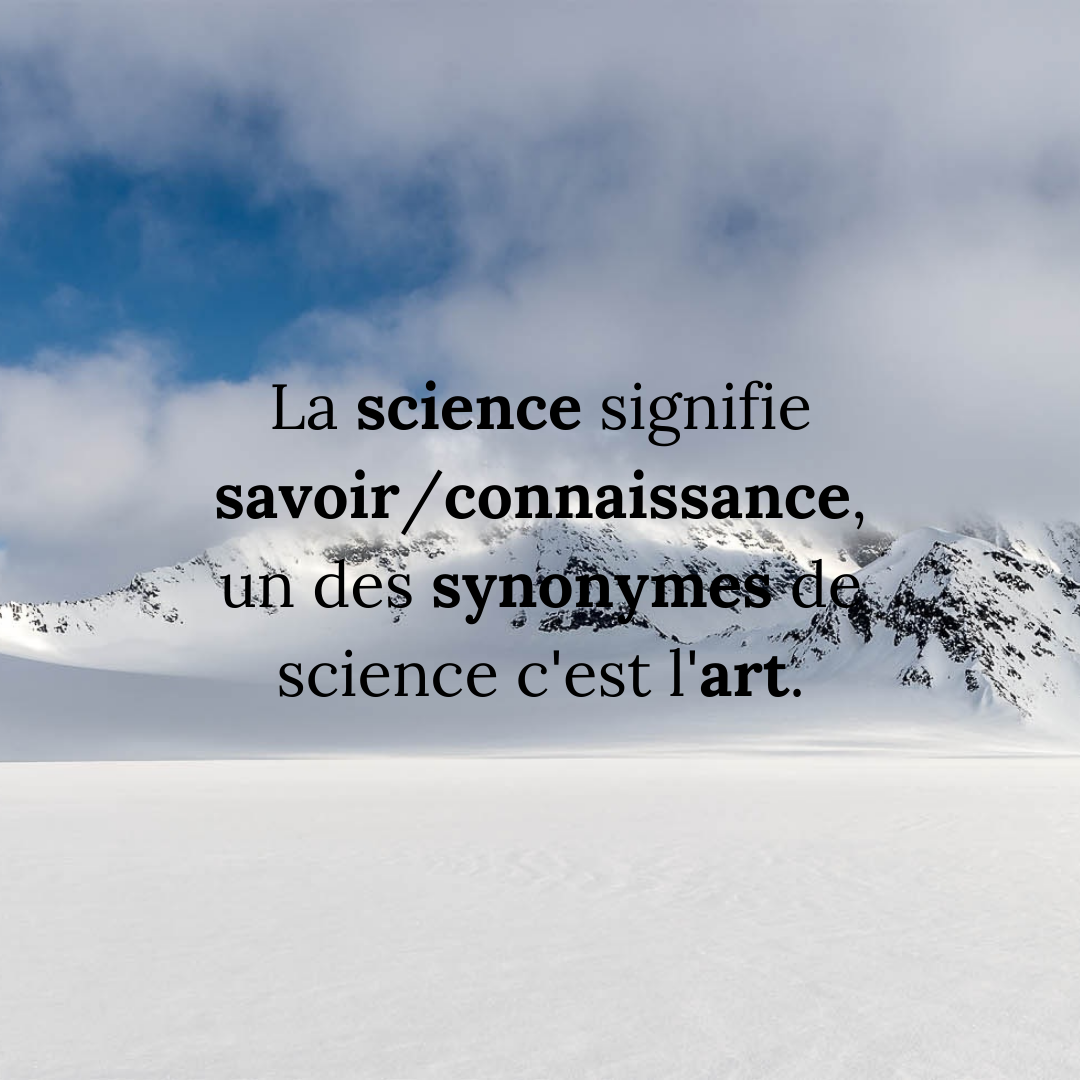 La science signifie
savoir/connaissance,
un des synonymes de
science c'est l'art.